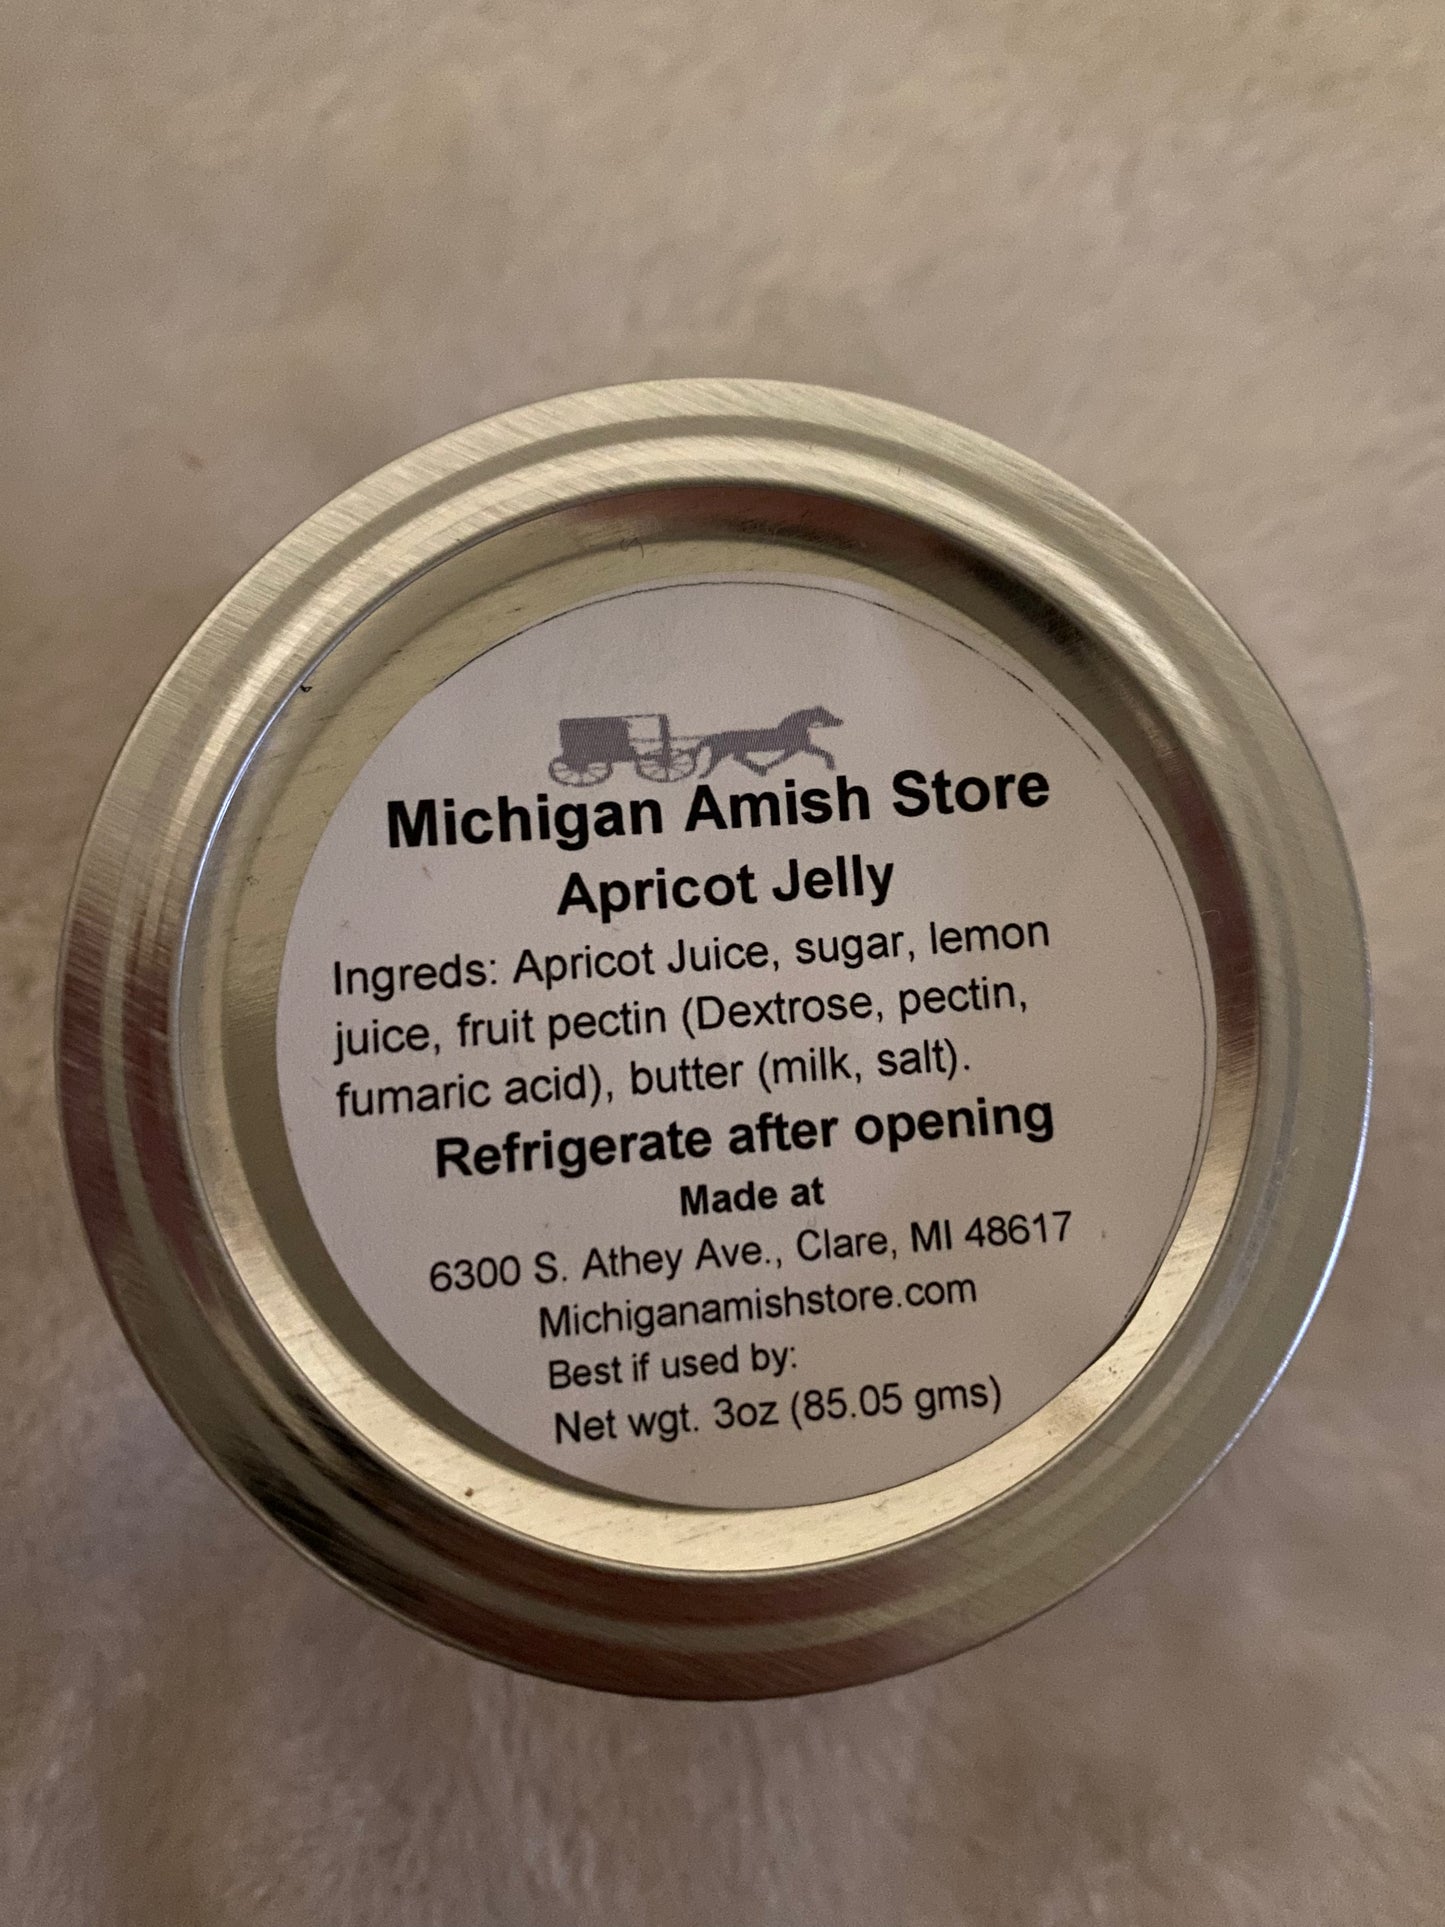 Michigan Amish Store
Apricot Jelly
Ingreds: Apricot Juice, sugar, lemon
juice, fruit pectin (Dextrose, pectin,
fumaric acid), butter (milk, salt).
Refrigerate after opening
Made at
6300 S. Athey Ave., Clare, MI 48617
Michiganamishstore.com
Best if used by:
Net wgt. 3oz (85.05 gms)